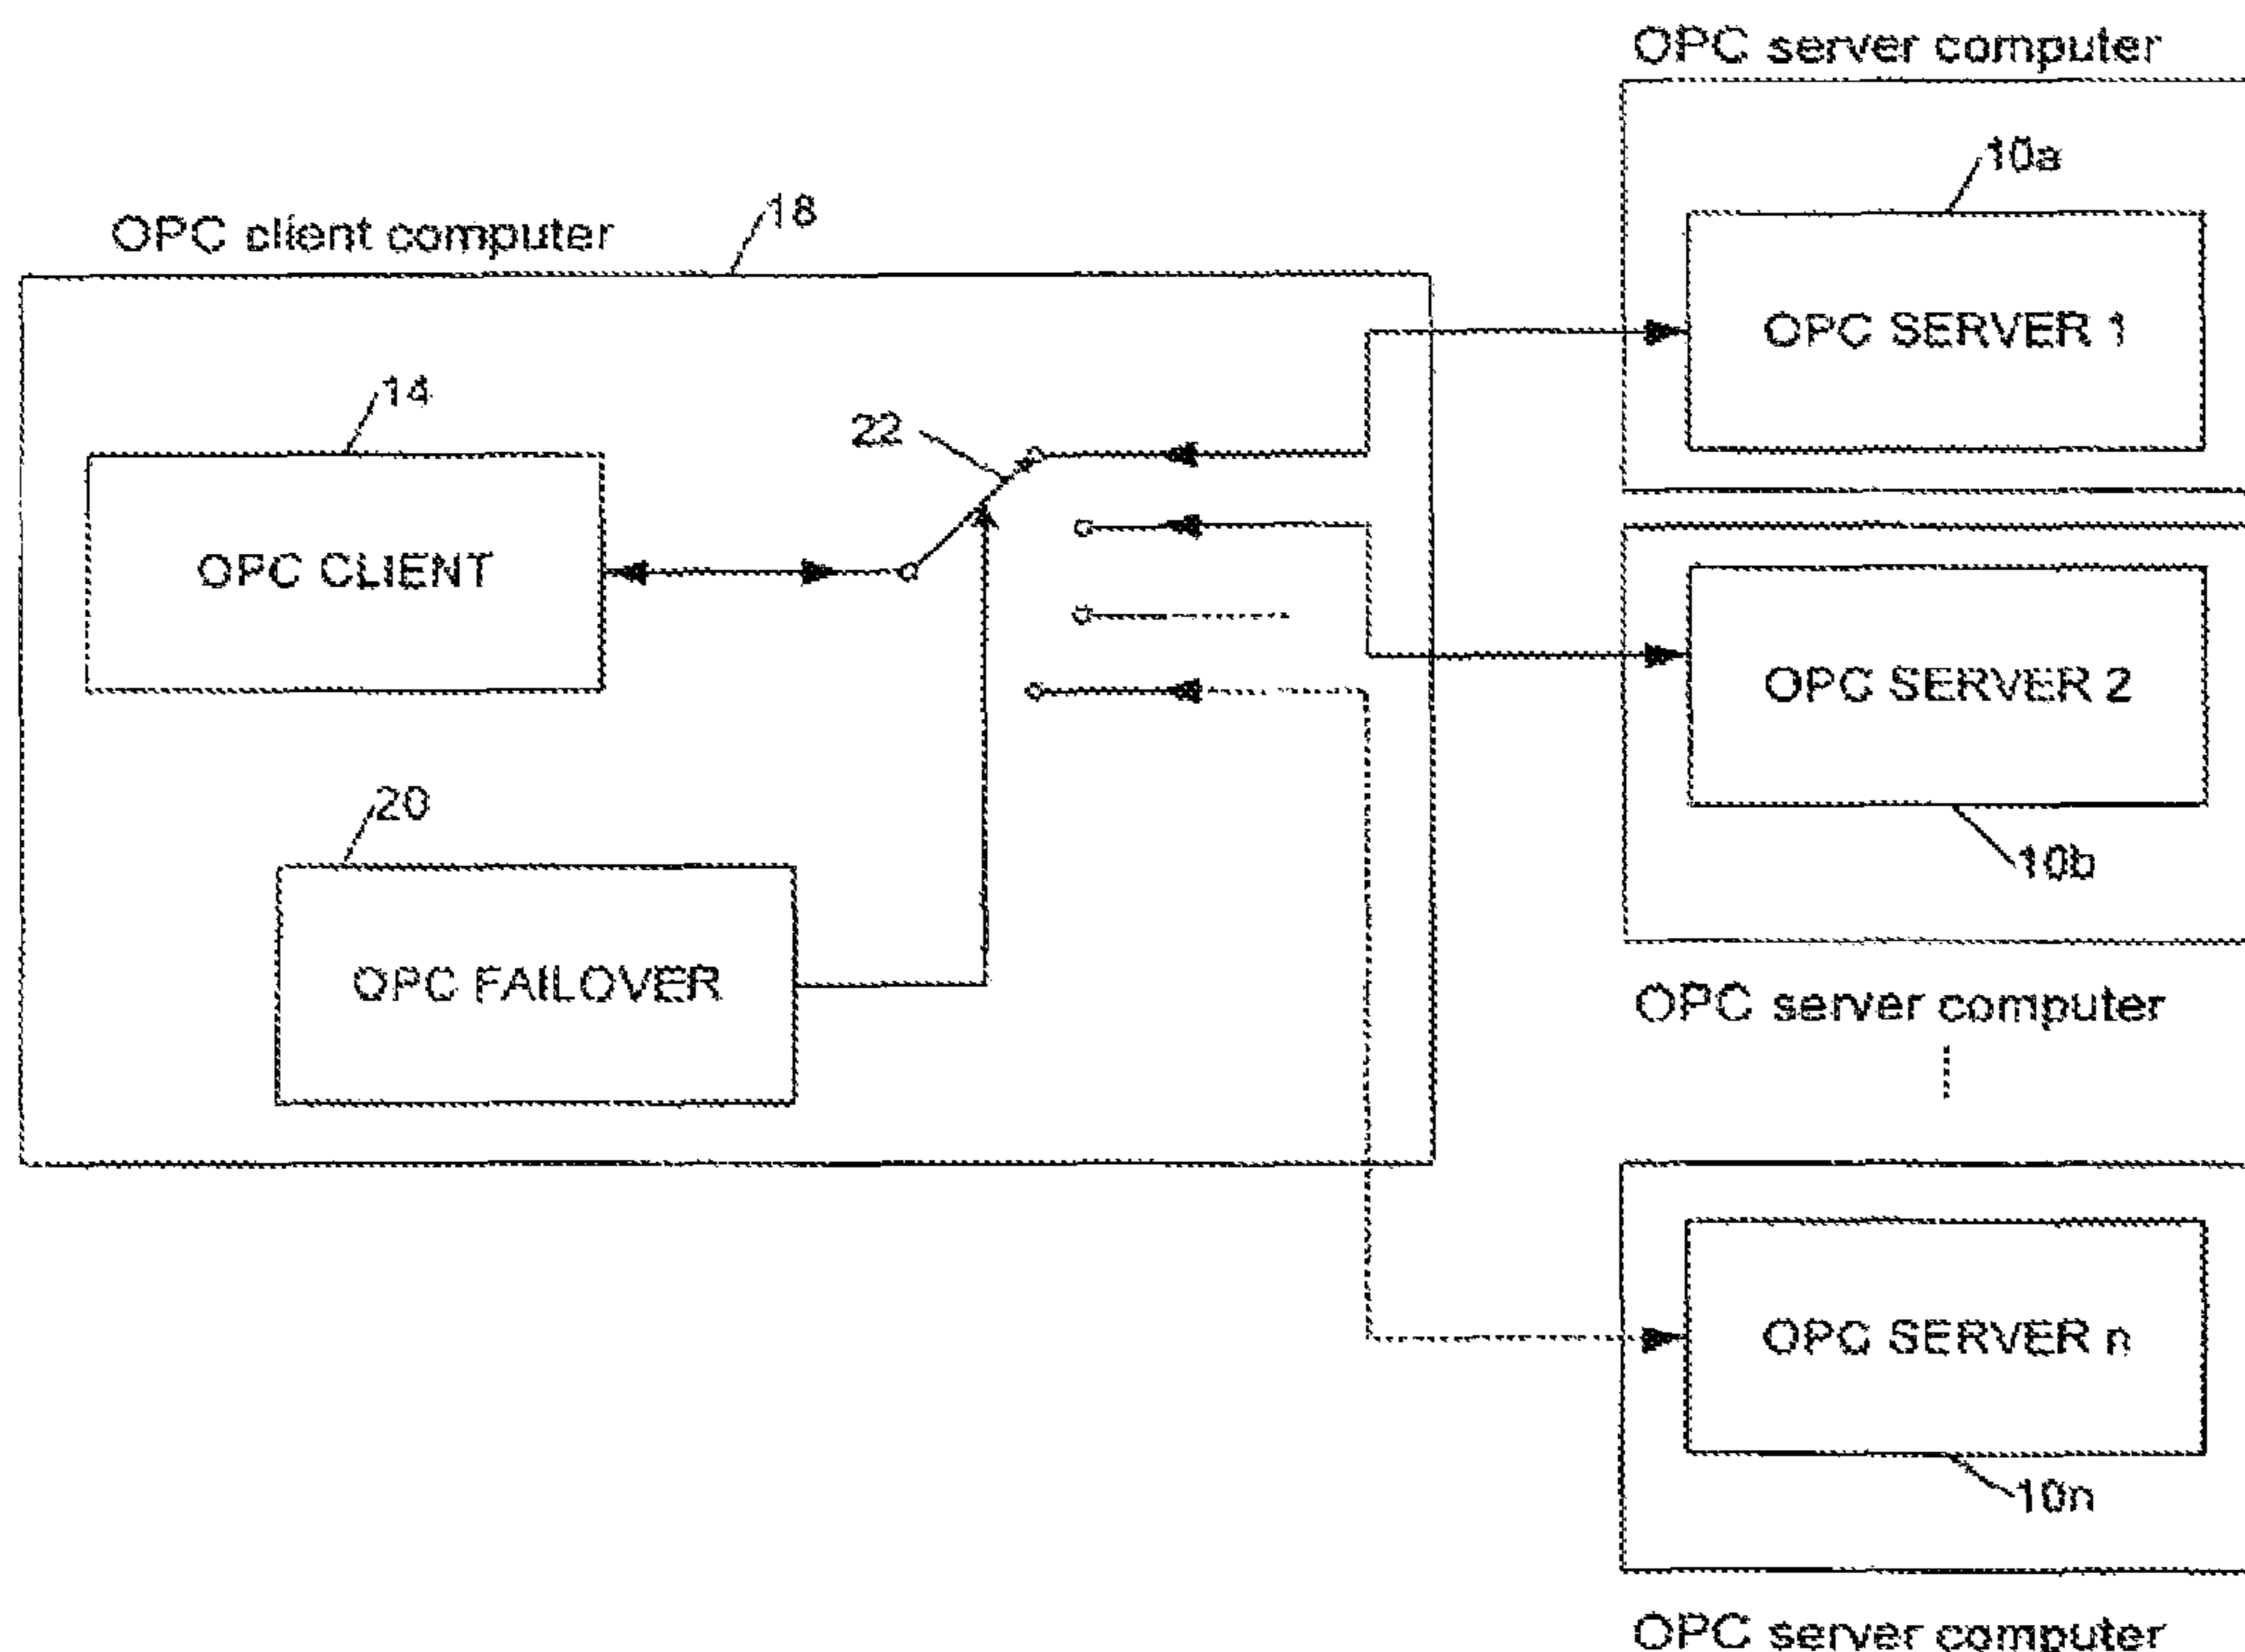 OPC server computer
10a
OPC SERVER 1
OPC client computer
18
14
22
OPC CLIENT
OPC SERVER 2
10b
20
OPC FAILOVER
OPC server computer
OPC SERVER n
10n
OPC server computer